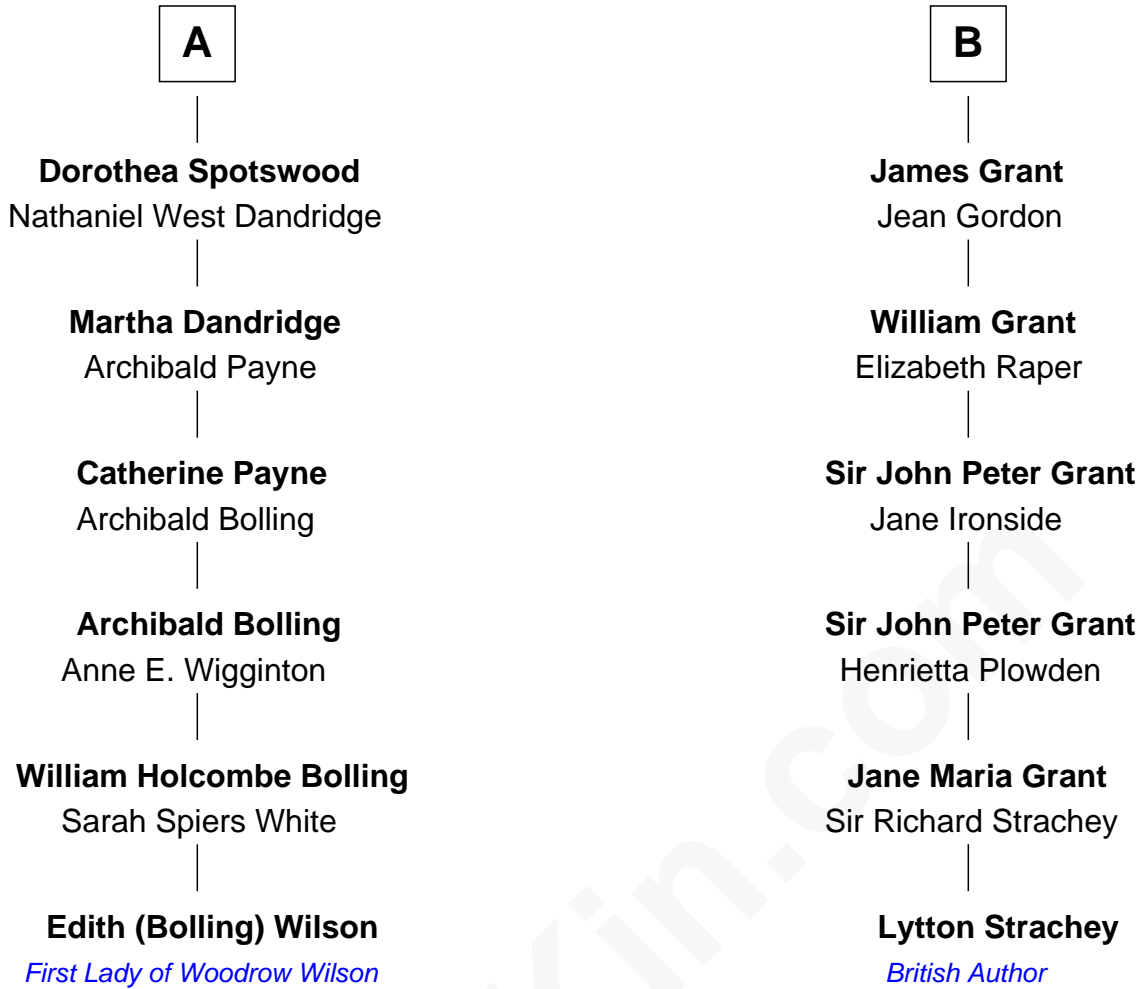 A
Dorothea Spotswood
Nathaniel West Dandridge
Martha Dandridge
Archibald Payne
Catherine Payne
Archibald Bolling
Archibald Bolling
Anne E. Wigginton
William Holcombe Bolling
Sarah Spiers White
Edith (Bolling) Wilson
First Lady of Woodrow Wilson
B
James Grant
Jean Gordon
William Grant
Elizabeth Raper
Sir John Peter Grant
Jane Ironside
Sir John Peter Grant
Henrietta Plowden
Jane Maria Grant
Sir Richard Strachey
Lytton Strachey
British Author
Kin.com